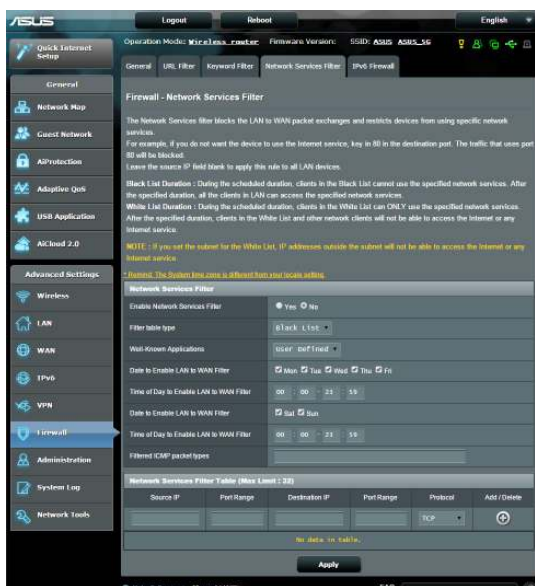 ASUS
Logout
Reboot
English
Quick Internet
Setup
Operation Mode: Wireless router Firmware Version: SSID: ASUS ASUS_5G
General
URL Filter
Keyword Filter
Network Services Filter
IPv6 Firewall
General
Network Map
Guest Network
AiProtection
Adaptive QoS
USB Application
AiCloud 2.0
Advanced Settings
Wireless
LAN
WAN
IPv6
VPN
Firewall
Administration
System Log
Network Tools
Firewall - Network Services Filter
The Network Services filter blocks the LAN to WAN packet exchanges and restricts devices from using specific network
services.
For example, if you do not want the device to use the Internet service, key in 80 in the destination port. The traffic that uses port
80 will be blocked.
Leave the source IP field blank to apply this rule to all LAN devices.
Black List Duration : During the scheduled duration, clients in the Black List cannot use the specified network services. After
the specified duration, all the clients in LAN can access the specified network services.
White List Duration : During the scheduled duration, clients in the White List can ONLY use the specified network services.
After the specified duration, clients in the White List and other network clients will not be able to access the Internet or any
Internet service.
NOTE : If you set the subnet for the White List, IP addresses outside the subnet will not be able to access the Internet or any
Internet service.
* Remind: The System time zone is different from your locale setting.
Network Services Filter
Enable Network Services Filter Yes No
Filter table type Black List
Well-Known Applications User Defined
Date to Enable LAN to WAN Filter Mon Tue Wed Thu Fri
Time of Day to Enable LAN to WAN Filter 00 : 00 - 23 : 59
Date to Enable LAN to WAN Filter Sat Sun
Time of Day to Enable LAN to WAN Filter 00 : 00 - 23 : 59
Filtered ICMP packet types
Network Services Filter Table (Max Limit : 32)
Source IP Port Range Destination IP Port Range Protocol Add / Delete
TCP
No data in table.
Apply